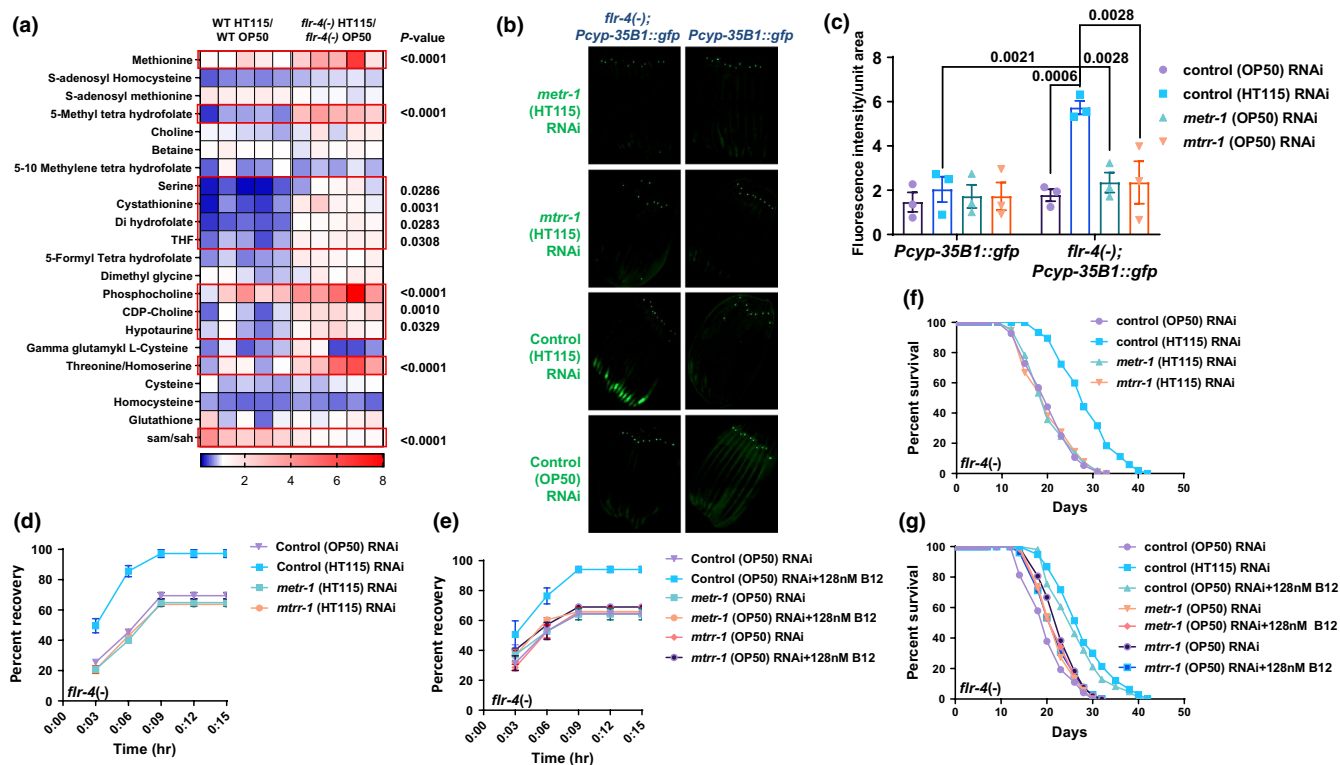 (a)
WT HT115/
WT OP50
flr-4(-) HT115/
flr-4(-) OP50
P-value
Methionine
<0.0001
S-adenosyl Homocysteine
S-adenosyl methionine
5-Methyl tetra hydrofolate
<0.0001
Choline
Betaine
5-10 Methylene tetra hydrofolate
Serine
0.0286
Cystathionine
0.0031
Di hydrofolate
0.0283
THF
0.0308
5-Formyl Tetra hydrofolate
Dimethyl glycine
Phosphocholine
<0.0001
CDP-Choline
0.0010
Hypotaurine
0.0329
Gamma glutamykl L-Cysteine
Threonine/Homoserine
<0.0001
Cysteine
Homocysteine
Glutathione
sam/sah
<0.0001
2 4 6 8
(b)
flr-4(-);
Pcyp-35B1::gfp
Pcyp-35B1::gfp
metr-1
(HT115)
RNAi
mtrr-1
(HT115)
RNAi
Control
(HT115)
RNAi
Control
(OP50)
RNAi
(c)
Fluorescence intensity/unit area
8
6
4
2
0
0.0028
0.0021
0.0028
0.0006
Pcyp-35B1::gfp
flr-4(-);
Pcyp-35B1::gfp
control (OP50) RNAi
control (HT115) RNAi
metr-1 (OP50) RNAi
mtrr-1 (OP50) RNAi
(d)
Percent recovery
100
80
60
40
20
0
flr-4(-)
0:00 0:03 0:06 0:09 0:12 0:15
Time (hr)
Control (OP50) RNAi
Control (HT115) RNAi
metr-1 (HT115) RNAi
mtrr-1 (HT115) RNAi
(e)
Percent recovery
100
80
60
40
20
0
flr-4(-)
0:00 0:03 0:06 0:09 0:12 0:15
Time (hr)
Control (OP50) RNAi
Control (OP50) RNAi+128nM B12
metr-1 (OP50) RNAi
metr-1 (OP50) RNAi+128nM B12
mtrr-1 (OP50) RNAi
mtrr-1 (OP50) RNAi+128nM B12
(f)
Percent survival
100
80
60
40
20
0
flr-4(-)
0 10 20 30 40 50
Days
control (OP50) RNAi
control (HT115) RNAi
metr-1 (HT115) RNAi
mtrr-1 (HT115) RNAi
(g)
Percent survival
100
80
60
40
20
0
flr-4(-)
0 10 20 30 40 50
Days
control (OP50) RNAi
control (HT115) RNAi
control (OP50) RNAi+128nM B12
metr-1 (OP50) RNAi
metr-1 (OP50) RNAi+128nM B12
mtrr-1 (OP50) RNAi
mtrr-1 (OP50) RNAi+128nM B12